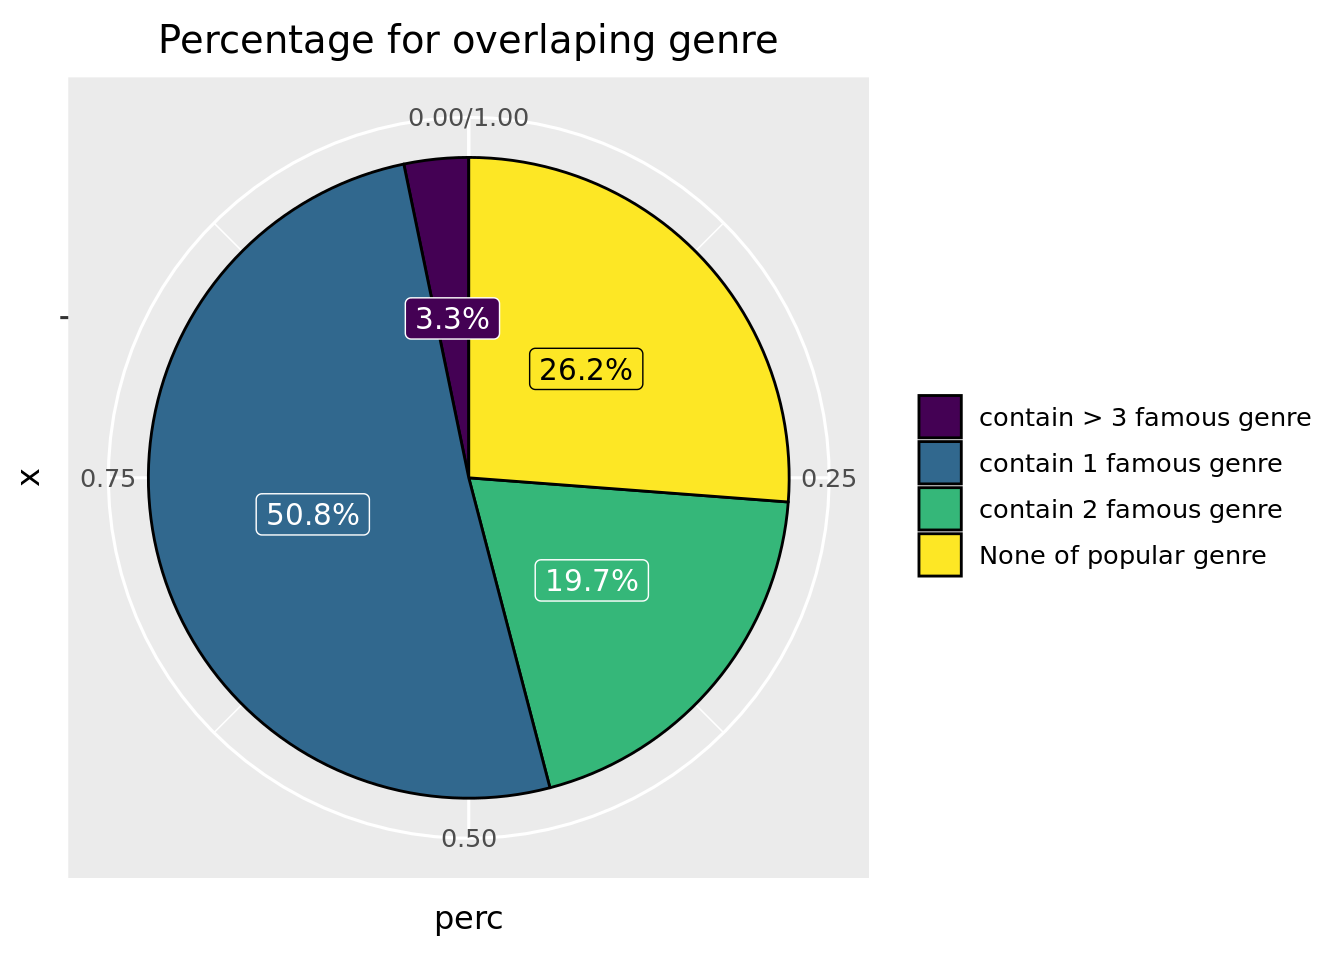 Percentage for overlaping genre
0.00/1.00
3.3%
26.2%
0.75
0.25
50.8%
19.7%
0.50
x
perc
contain > 3 famous genre
contain 1 famous genre
contain 2 famous genre
None of popular genre